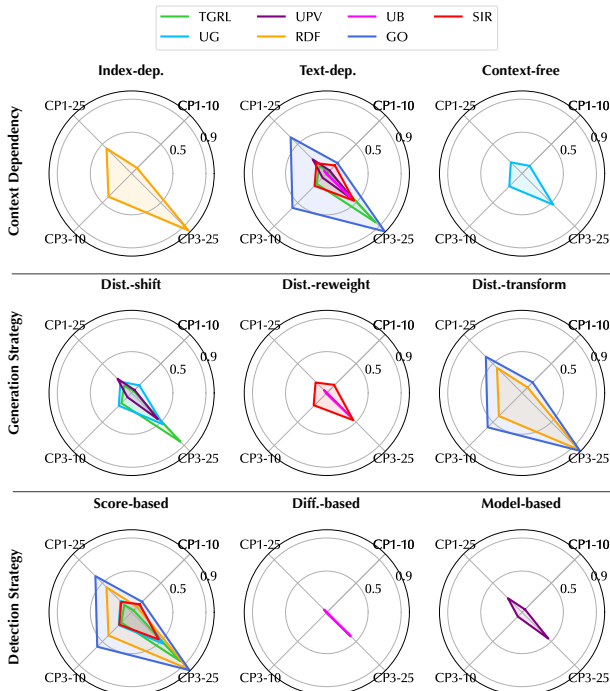 TGRL UPV UB SIR
UG RDF GO
Index-dep. Text-dep. Context-free
CP1-25 CP1-10 CP1-25 CP1-10 CP1-25 CP1-10
0.9 0.9 0.9
0.5 0.5 0.5
Context Dependency
CP3-10 CP3-25 CP3-10 CP3-25 CP3-10 CP3-25
Dist.-shift Dist.-reweight Dist.-transform
CP1-25 CP1-10 CP1-25 CP1-10 CP1-25 CP1-10
0.9 0.9 0.9
0.5 0.5 0.5
Generation Strategy
CP3-10 CP3-25 CP3-10 CP3-25 CP3-10 CP3-25
Score-based Diff.-based Model-based
CP1-25 CP1-10 CP1-25 CP1-10 CP1-25 CP1-10
0.9 0.9 0.9
0.5 0.5 0.5
Detection Strategy
CP3-10 CP3-25 CP3-10 CP3-25 CP3-10 CP3-25